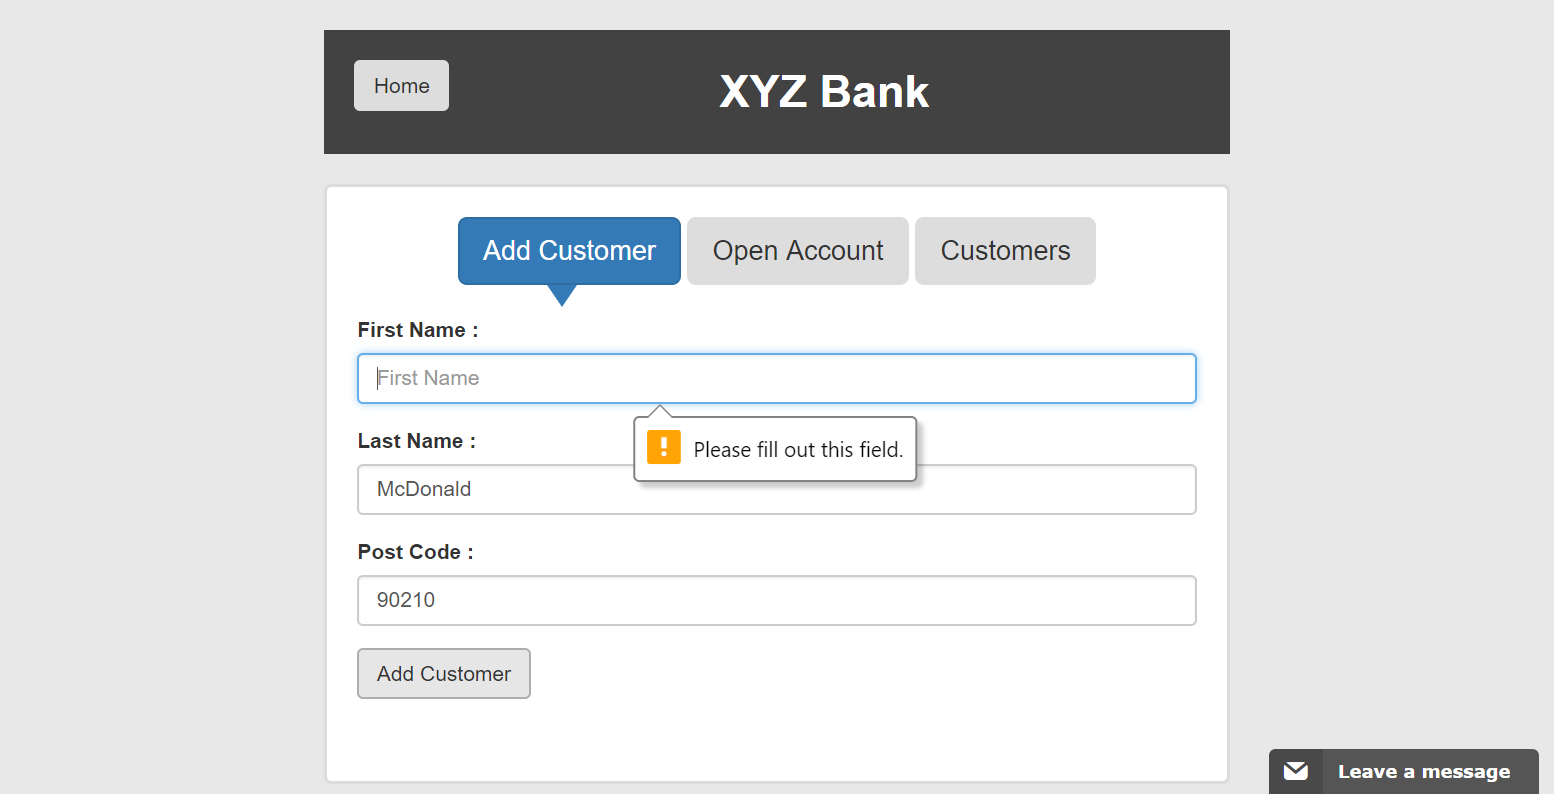 Home
XYZ Bank
Add Customer
Open Account
Customers
First Name :
First Name
Please fill out this field.
Last Name :
McDonald
Post Code :
90210
Add Customer
Leave a message